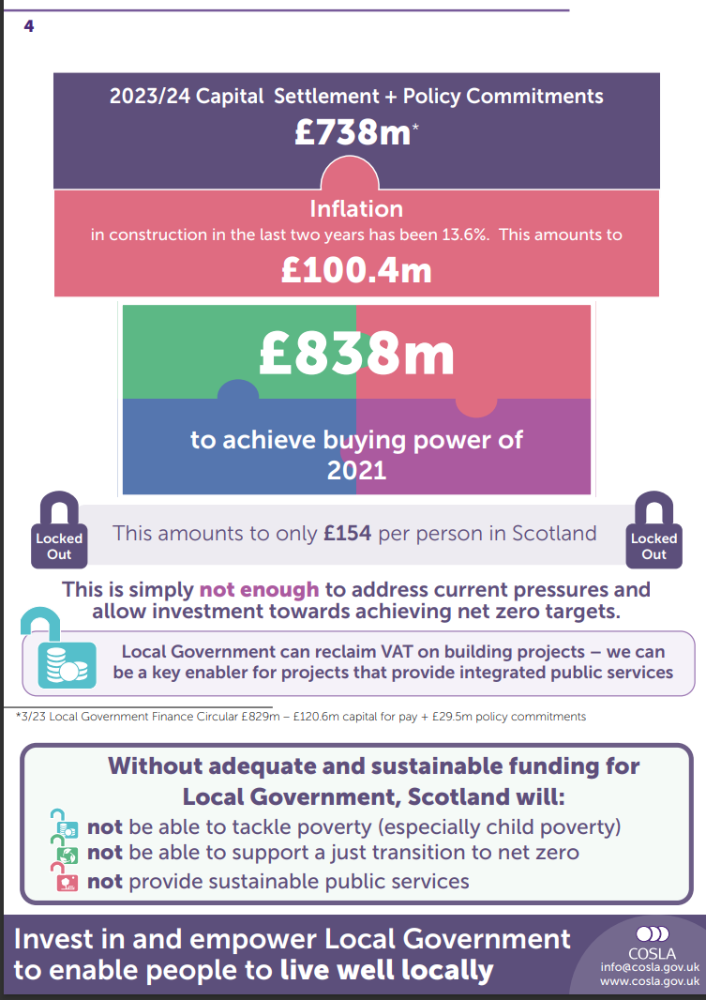 4
2023/24 Capital Settlement + Policy Commitments
£738m*
Inflation
in construction in the last two years has been 13.6%. This amounts to
£100.4m
£838m
to achieve buying power of
2021
Locked
Out
This amounts to only £154 per person in Scotland
Locked
Out
This is simply not enough to address current pressures and
allow investment towards achieving net zero targets.
Local Government can reclaim VAT on building projects – we can
be a key enabler for projects that provide integrated public services
*3/23 Local Government Finance Circular £829m – £120.6m capital for pay + £29.5m policy commitments
Without adequate and sustainable funding for
Local Government, Scotland will:
not be able to tackle poverty (especially child poverty)
not be able to support a just transition to net zero
not provide sustainable public services
Invest in and empower Local Government
to enable people to live well locally
COSLA
info@cosla.gov.uk
www.cosla.gov.uk